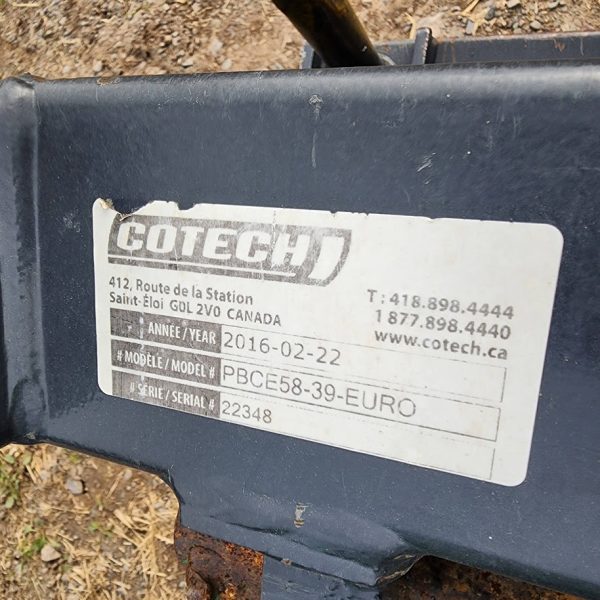 COTECH
412, Route de la Station
Saint-Éloi G0L 2V0 CANADA
T : 418.898.4444
1 877.898.4440
www.cotech.ca
ANNÉE / YEAR 2016-02-22
# MODÈLE / MODEL # PBCE58-39-EURO
# SÉRIE / SERIAL # 22348